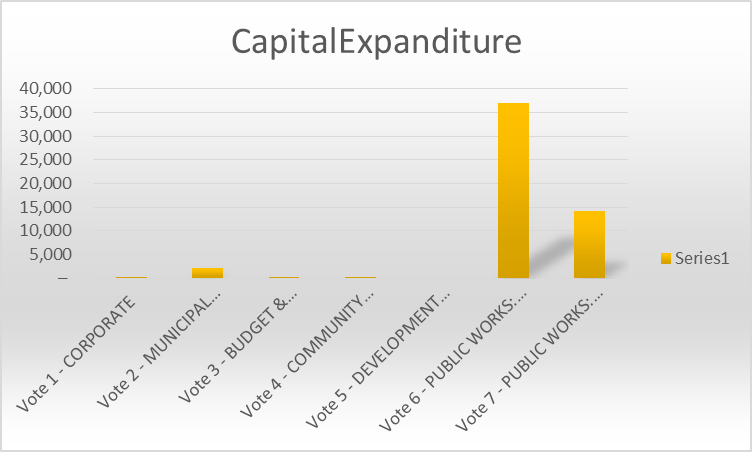 CapitalExpanditure
40,000
35,000
30,000
25,000
20,000
15,000
10,000
5,000
–
Vote 1 - CORPORATE
Vote 2 - MUNICIPAL...
Vote 3 - BUDGET &...
Vote 4 - COMMUNITY...
Vote 5 - DEVELOPMENT...
Vote 6 - PUBLIC WORKS:...
Vote 7 - PUBLIC WORKS:...
Series1